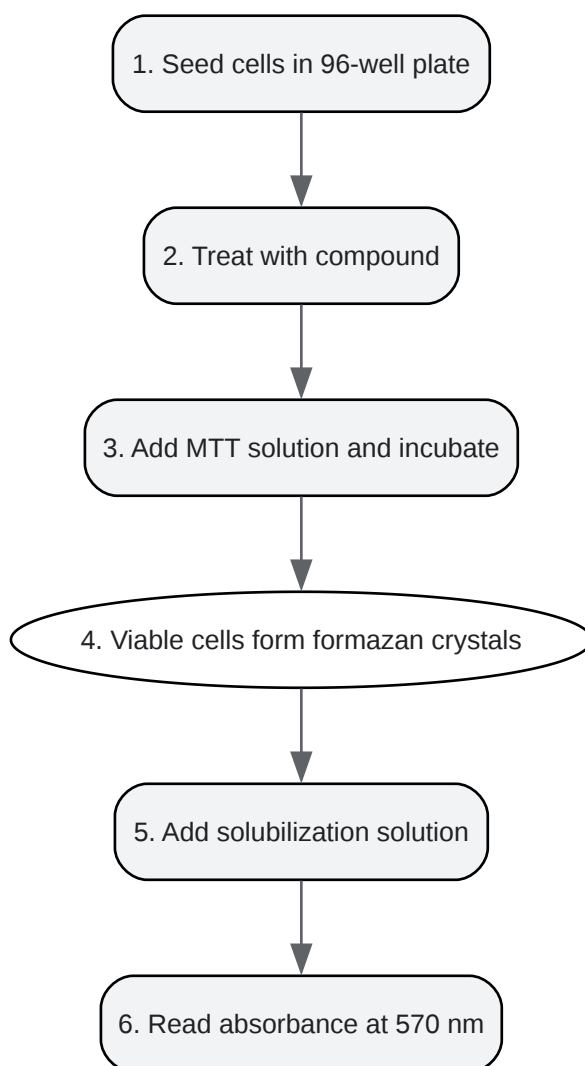 1. Seed cells in 96-well plate
2. Treat with compound
3. Add MTT solution and incubate
4. Viable cells form formazan crystals
5. Add solubilization solution
6. Read absorbance at 570 nm